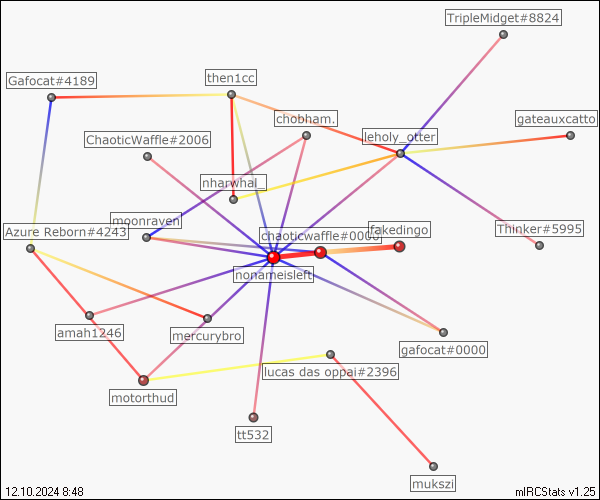 TripleMidget#8824
Gafocat#4189
then1cc
chobham.
gateauxcatto
ChaoticWaffle#2006
leholy_otter
nharwhal_
moonraven
Azure Reborn#4243
chaoticwaffle#0000
fakedingo
Thinker#5995
nonameisleft
amah1246
mercurybro
gafocat#0000
lucas das oppai#2396
motorthud
tt532
mukszi
12.10.2024 8:48
mIRCStats v1.25